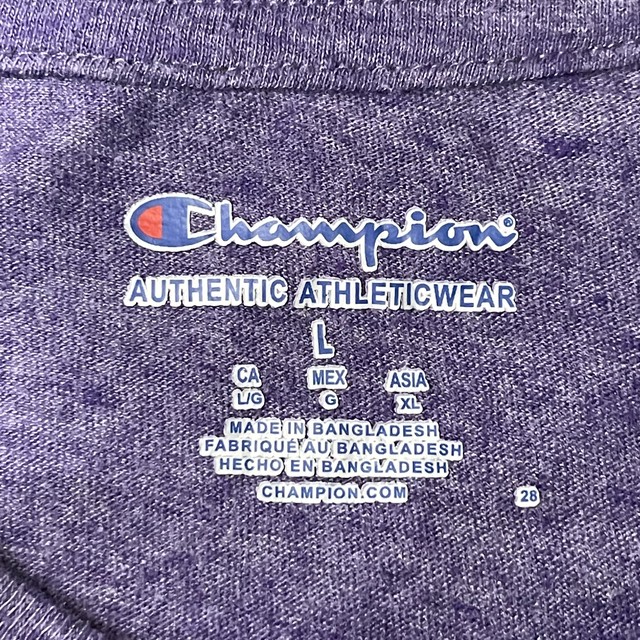 Champion®
AUTHENTIC ATHLETICWEAR
L
CA MEX ASIA
L/G G XL
MADE IN BANGLADESH
FABRIQUÉ AU BANGLADESH
HECHO EN BANGLADESH
CHAMPION.COM 28